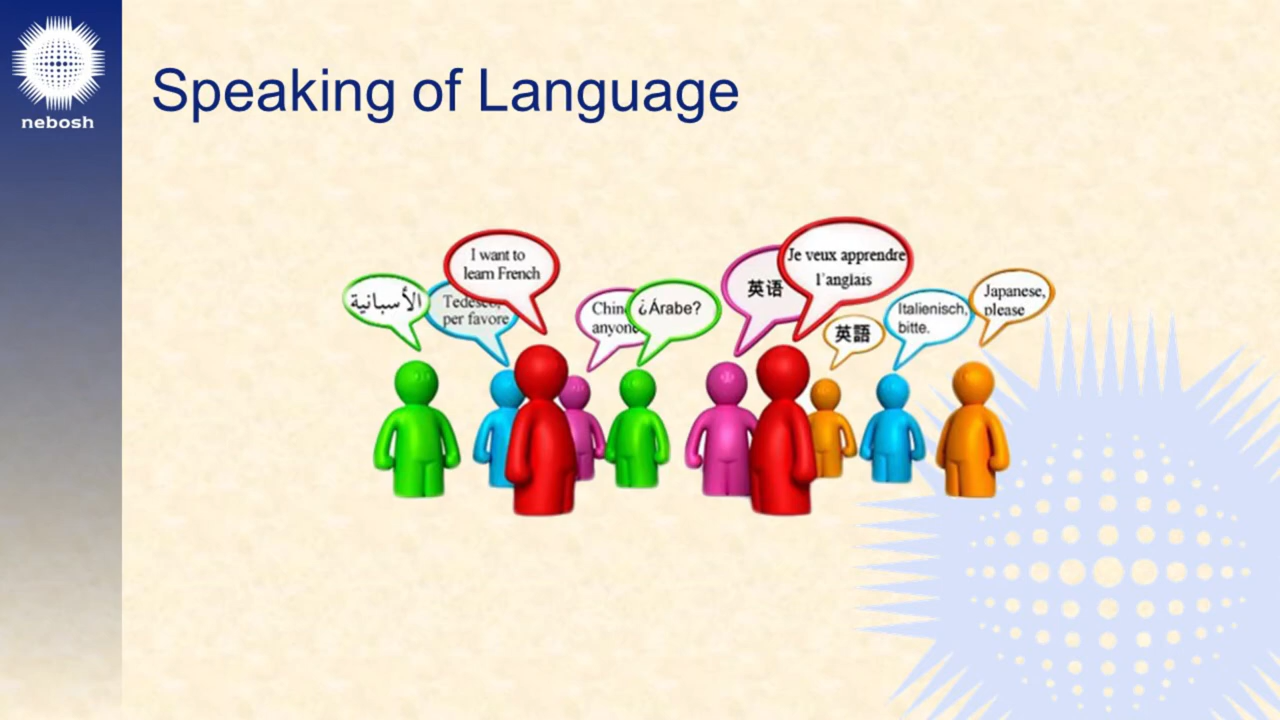 nebosh
Speaking of Language
الأسبانية
Tedesco,
per favore
I want to
learn French
anyone
¿Árabe?
英语
Je veux apprendre
l'anglais
英語
Italienisch,
bitte.
Japanese,
please